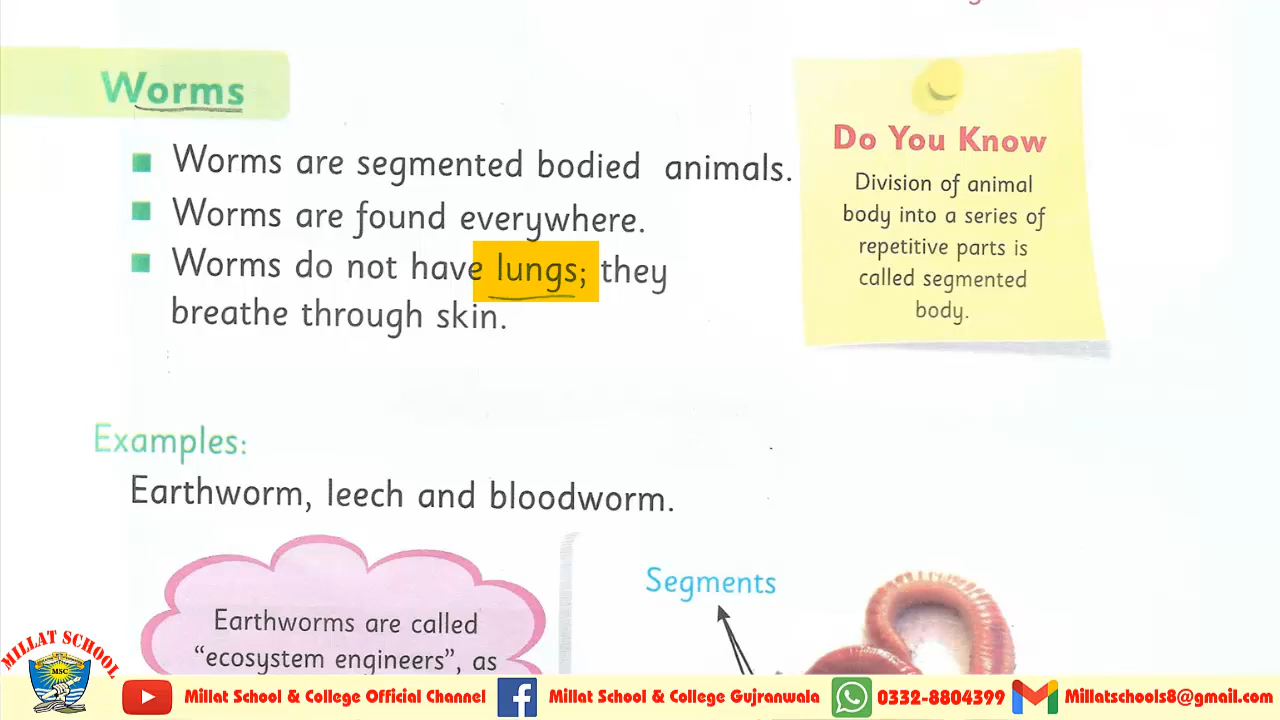 Worms
Worms are segmented bodied animals.
Worms are found everywhere.
Worms do not have lungs; they
breathe through skin.
Do You Know
Division of animal
body into a series of
repetitive parts is
called segmented
body.
Examples:
Earthworm, leech and bloodworm.
Earthworms are called
“ecosystem engineers”, as
Segments
MILLAT SCHOOL
MSC
Millat School & College Official Channel
Millat School & College Gujranwala
0332-8804399
Millatschools8@gmail.com